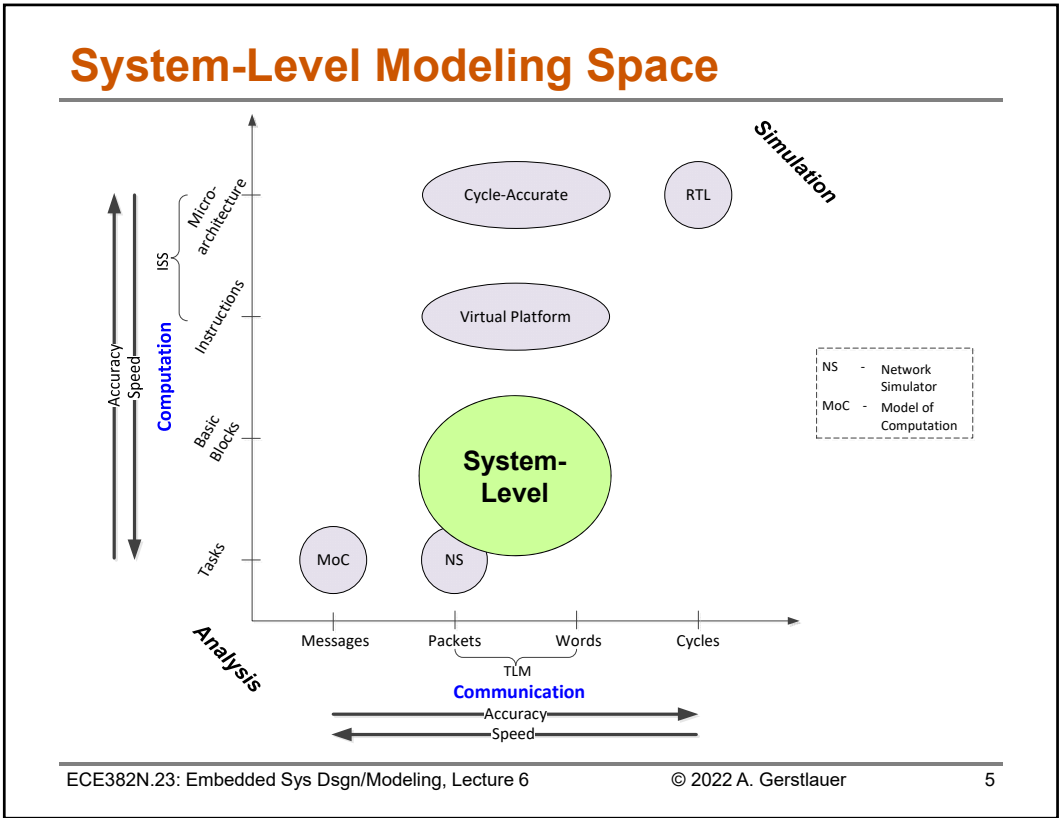 System-Level Modeling Space
Simulation
Micro-
architecture
Cycle-Accurate
RTL
ISS
Instructions
Virtual Platform
Accuracy
Speed
Computation
NS - Network
Simulator
MoC - Model of
Computation
Basic
Blocks
System-
Level
Tasks
MoC
NS
Analysis
Messages
Packets
Words
Cycles
TLM
Communication
Accuracy
Speed
ECE382N.23: Embedded Sys Dsgn/Modeling, Lecture 6
© 2022 A. Gerstlauer
5